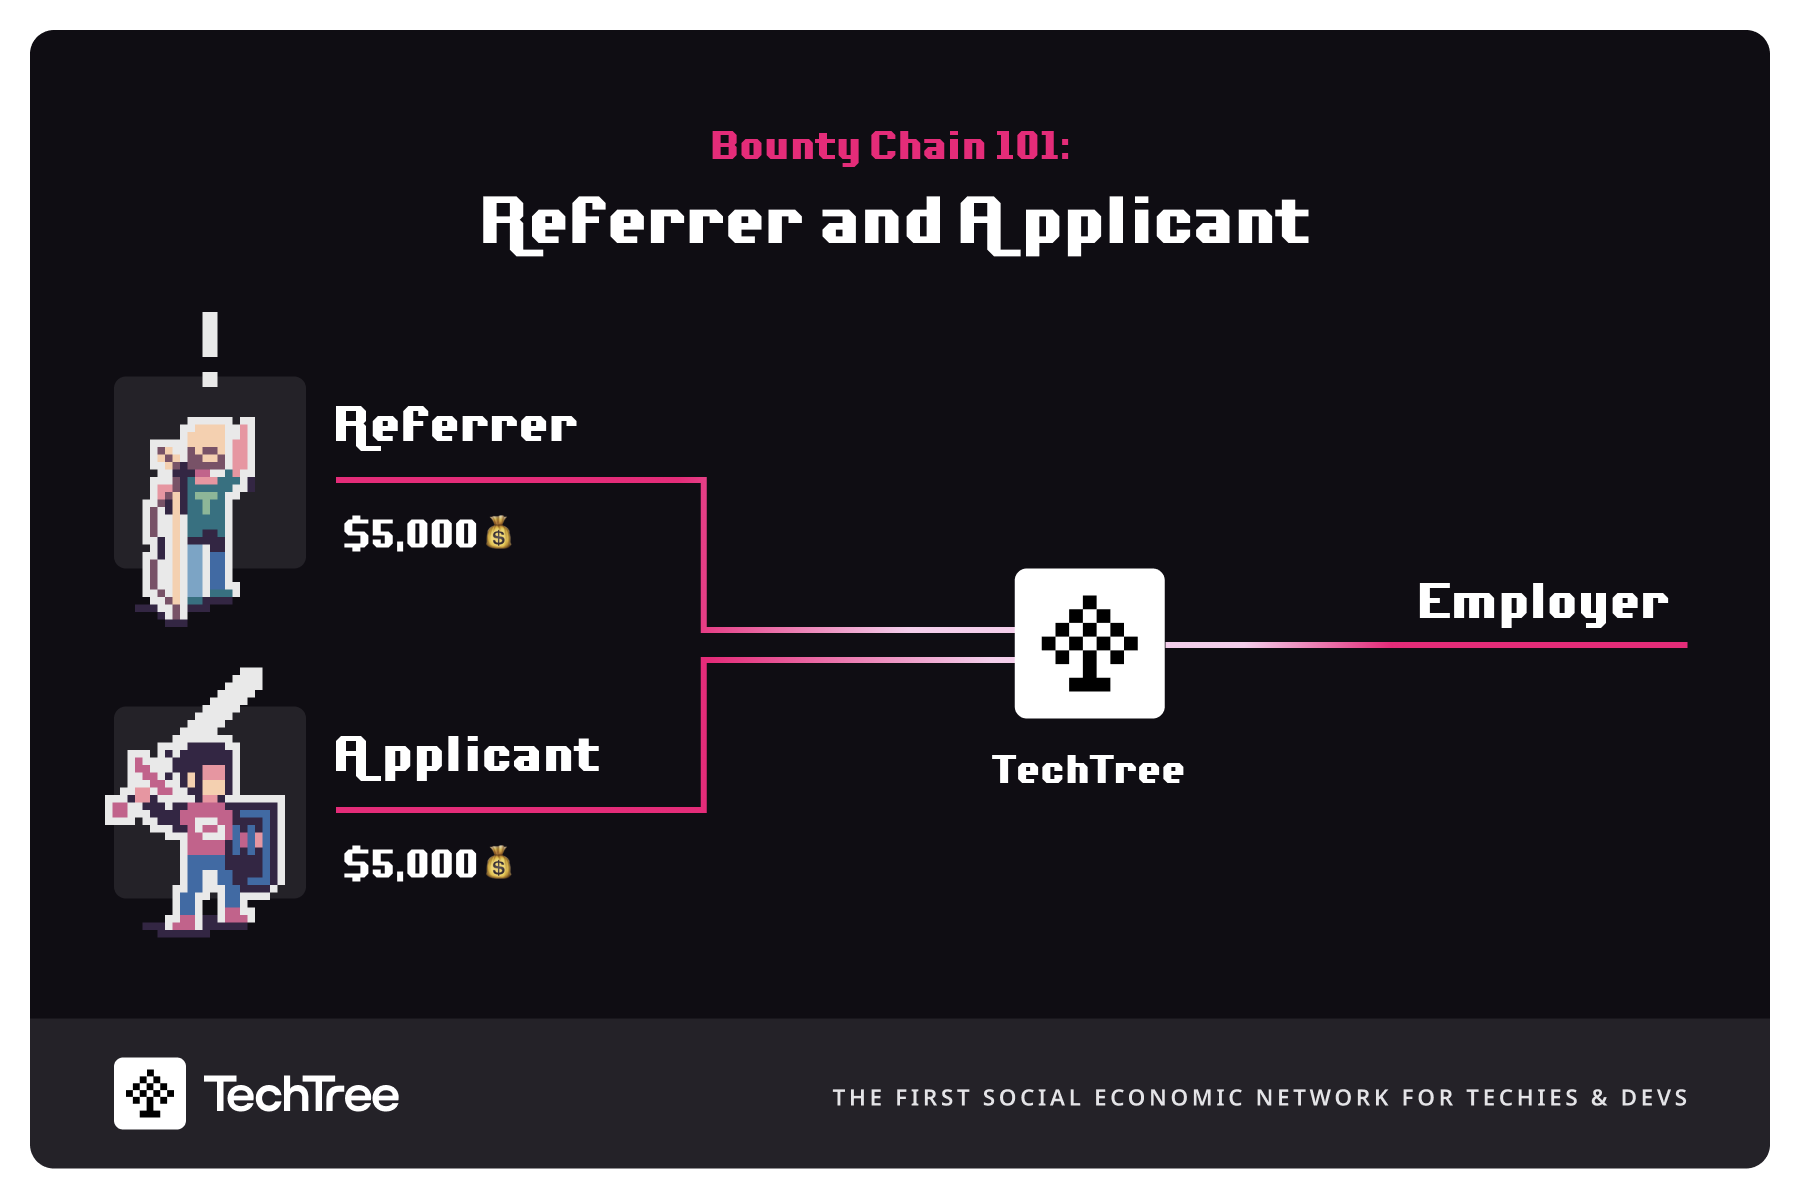 Bounty Chain 101:
Referrer and Applicant
Referrer
$5,000
Applicant
$5,000
TechTree
Employer
TechTree
THE FIRST SOCIAL ECONOMIC NETWORK FOR TECHIES & DEVS